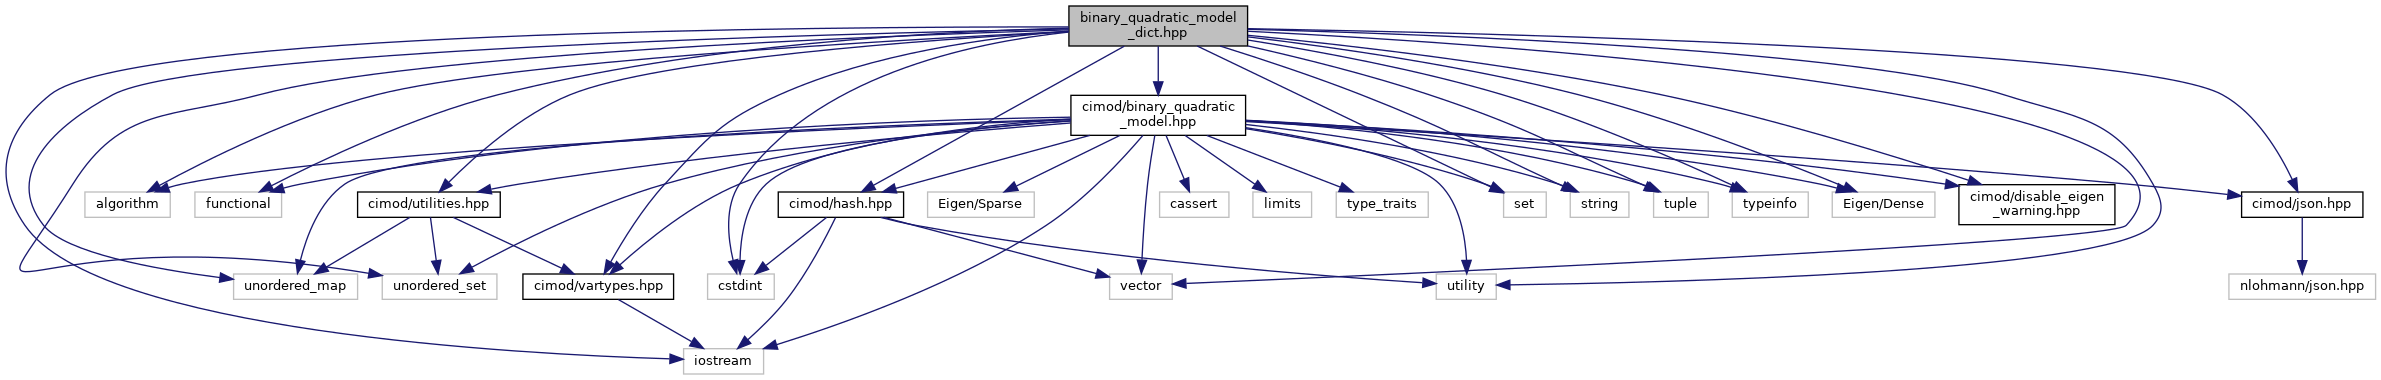 binary_quadratic_model
_dict.hpp
cimod/binary_quadratic
_model.hpp
algorithm
functional
cimod/utilities.hpp
cimod/hash.hpp
Eigen/Sparse
cassert
limits
type_traits
set
string
tuple
typeinfo
Eigen/Dense
cimod/disable_eigen
_warning.hpp
cimod/json.hpp
unordered_map
unordered_set
cimod/vartypes.hpp
cstdint
vector
utility
nlohmann/json.hpp
iostream